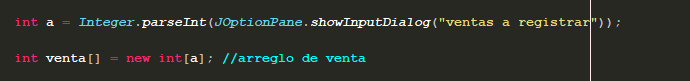 int a = Integer.parseInt(JOptionPane.showInputDialog("ventas a registrar"));
int venta[] = new int[a]; //arreglo de venta